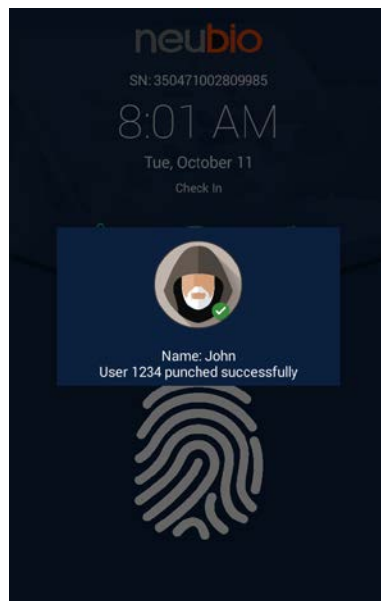 neubio
SN: 350471002809985
8:01 AM
Tue, October 11
Check In
Name: John
User 1234 punched successfully